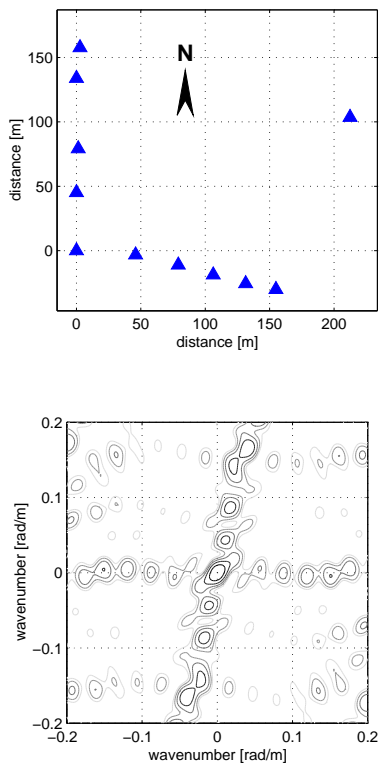 N
150
100
50
0
distance [m]
0 50 100 150 200
distance [m]
0.2
0.1
0
−0.1
−0.2
wavenumber [rad/m]
−0.2 −0.1 0 0.1 0.2
wavenumber [rad/m]